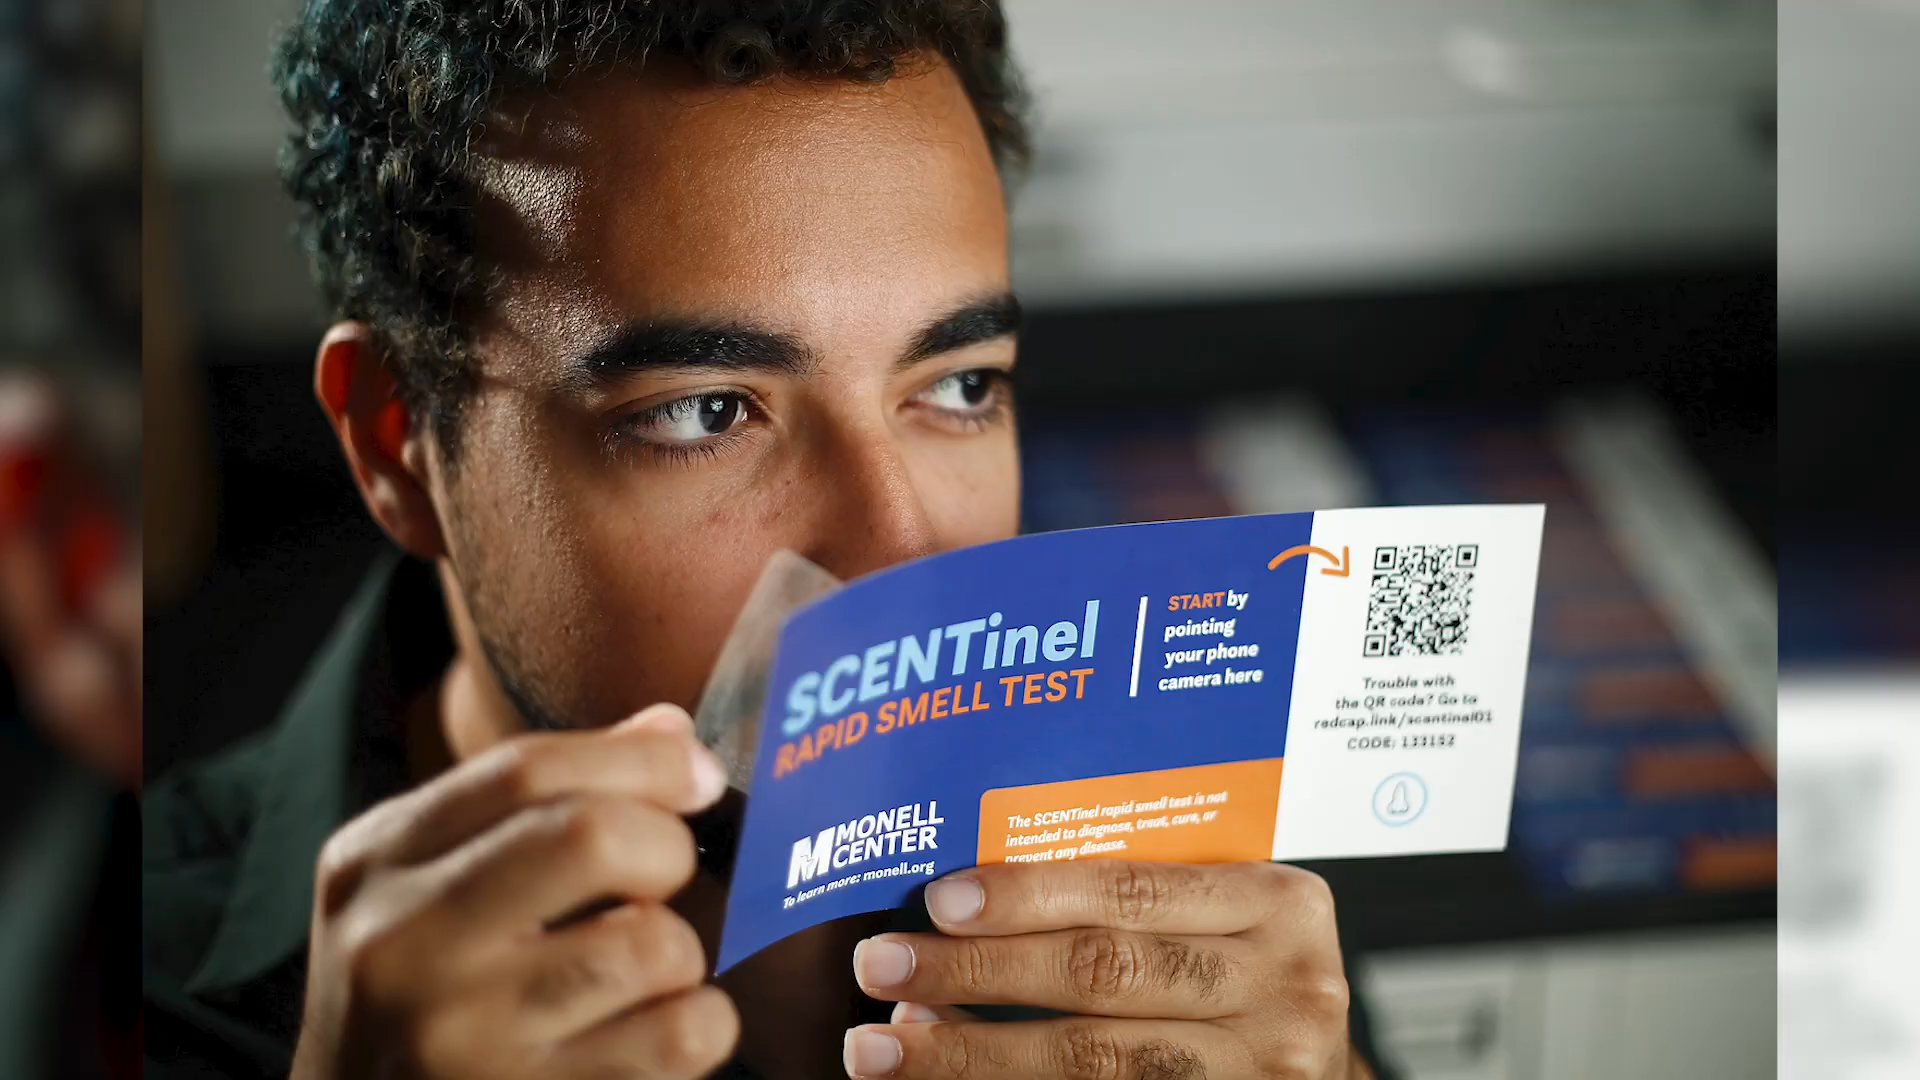 SCENTinel
RAPID SMELL TEST
START by
pointing
your phone
camera here
MONELL
CENTER
To learn more: monell.org
The SCENTinel rapid smell test is not
intended to diagnose, treat, cure, or
prevent any disease.
Trouble with
the QR code? Go to
redcap.link/scentinel01
CODE: 133152